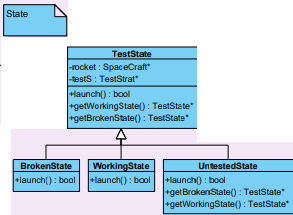 State
TestState
-rocket : SpaceCraft*
-testS : TestStrat*
+launch() : bool
+getWorkingState() : TestState*
+getBrokenState() : TestState*
BrokenState
+launch() : bool
WorkingState
+launch() : bool
UntestedState
+launch() : bool
+getBrokenState() : TestState*
+getWorkingState() : TestState*